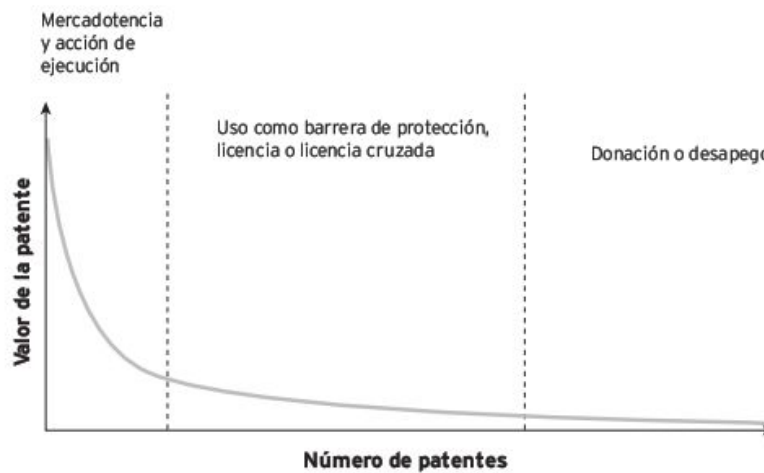 Mercadotencia
y acción de
ejecución
Uso como barrera de protección,
licencia o licencia cruzada
Donación o desapego
Valor de la patente
Número de patentes